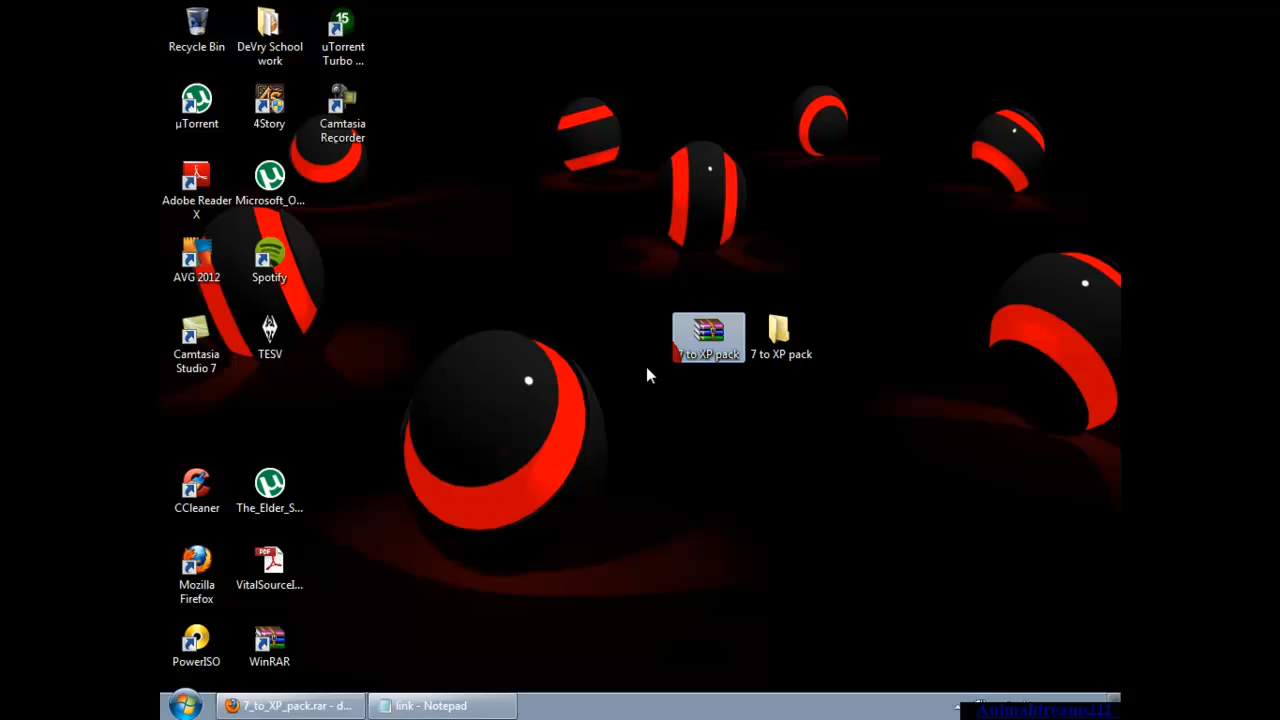 Recycle Bin
DeVry School
work
uTorrent
Turbo ...
15
µTorrent
4Story
Camtasia
Recorder
Adobe Reader
X
Microsoft_O...
AVG 2012
Spotify
Camtasia
Studio 7
TESV
7 to XP pack
7 to XP pack
CCleaner
The_Elder_S...
Mozilla
Firefox
PDF
VitalSourceI...
PowerISO
WinRAR
7_to_XP_pack.rar - d...
link - Notepad